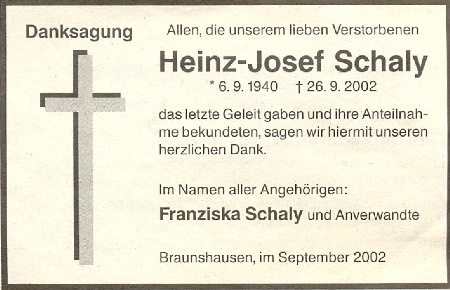 Danksagung
Allen, die unserem lieben Verstorbenen
Heinz-Josef Schaly
* 6. 9. 1940 † 26. 9. 2002
das letzte Geleit gaben und ihre Anteilnah-
me bekundeten, sagen wir hiermit unseren
herzlichen Dank.
Im Namen aller Angehörigen:
Franziska Schaly und Anverwandte
Braunshausen, im September 2002